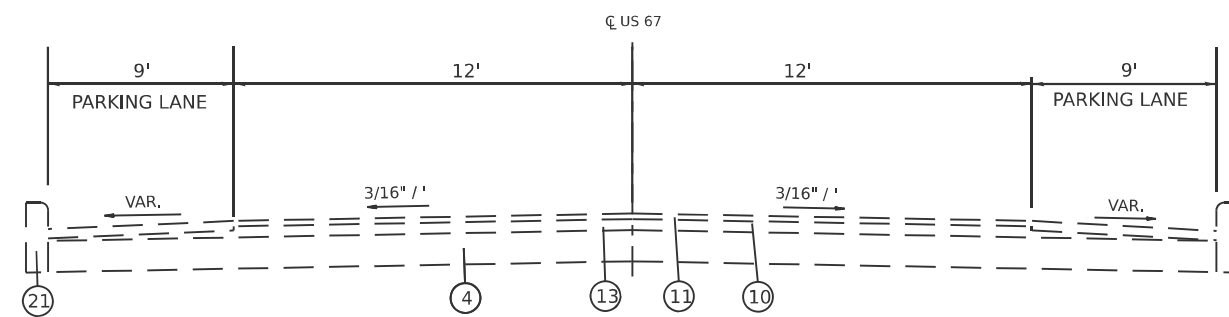 ℄ US 67
9' 12' 12' 9'
PARKING LANE PARKING LANE
VAR. 3/16" / ' 3/16" / ' VAR.
21 4 13 11 10